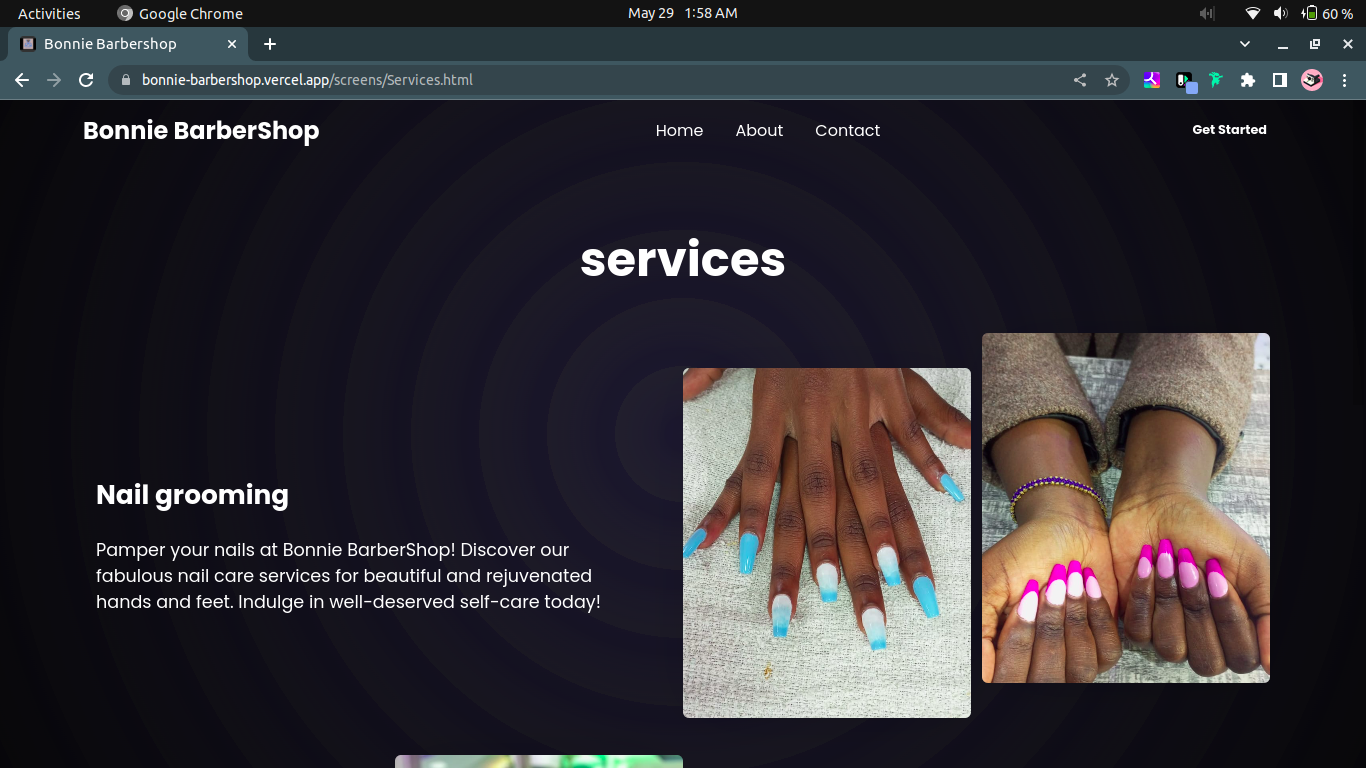 Activities
Google Chrome
May 29 1:58 AM
60 %
Bonnie Barbershop
bonnie-barbershop.vercel.app/screens/Services.html
Bonnie BarberShop
Home
About
Contact
Get Started
services
Nail grooming
Pamper your nails at Bonnie BarberShop! Discover our
fabulous nail care services for beautiful and rejuvenated
hands and feet. Indulge in well-deserved self-care today!